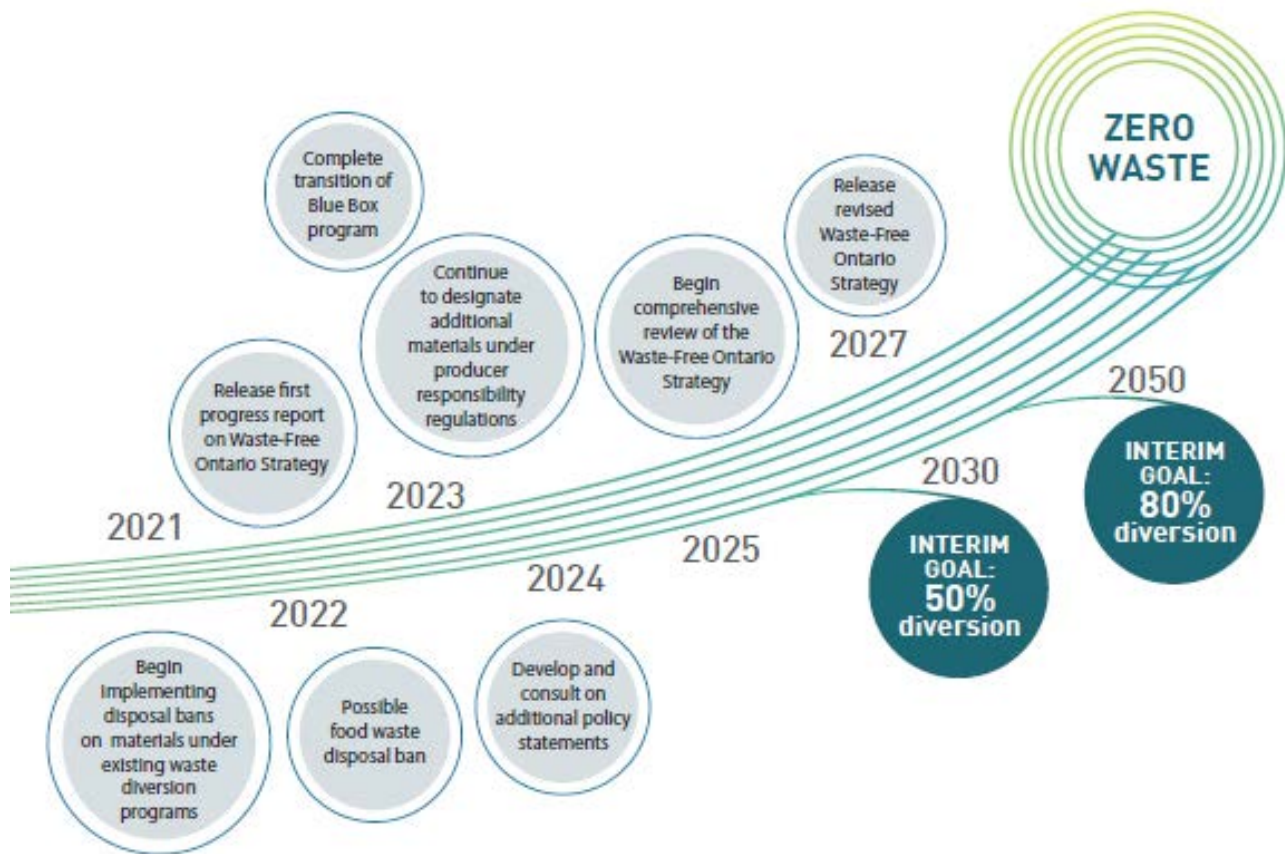 ZERO
WASTE
Complete
transition of
Blue Box
program
Release
revised
Waste-Free
Ontario
Strategy
Continue
to designate
additional
materials under
producer
responsibility
regulations
Begin
comprehensive
review of the
Waste-Free Ontario
Strategy
2027
Release first
progress report
on Waste-Free
Ontario Strategy
2050
INTERIM
GOAL:
80%
diversion
2023
2030
INTERIM
GOAL:
50%
diversion
2021
2025
2024
2022
Begin
implementing
disposal bans
on materials under
existing waste
diversion
programs
Possible
food waste
disposal ban
Develop and
consult on
additional policy
statements